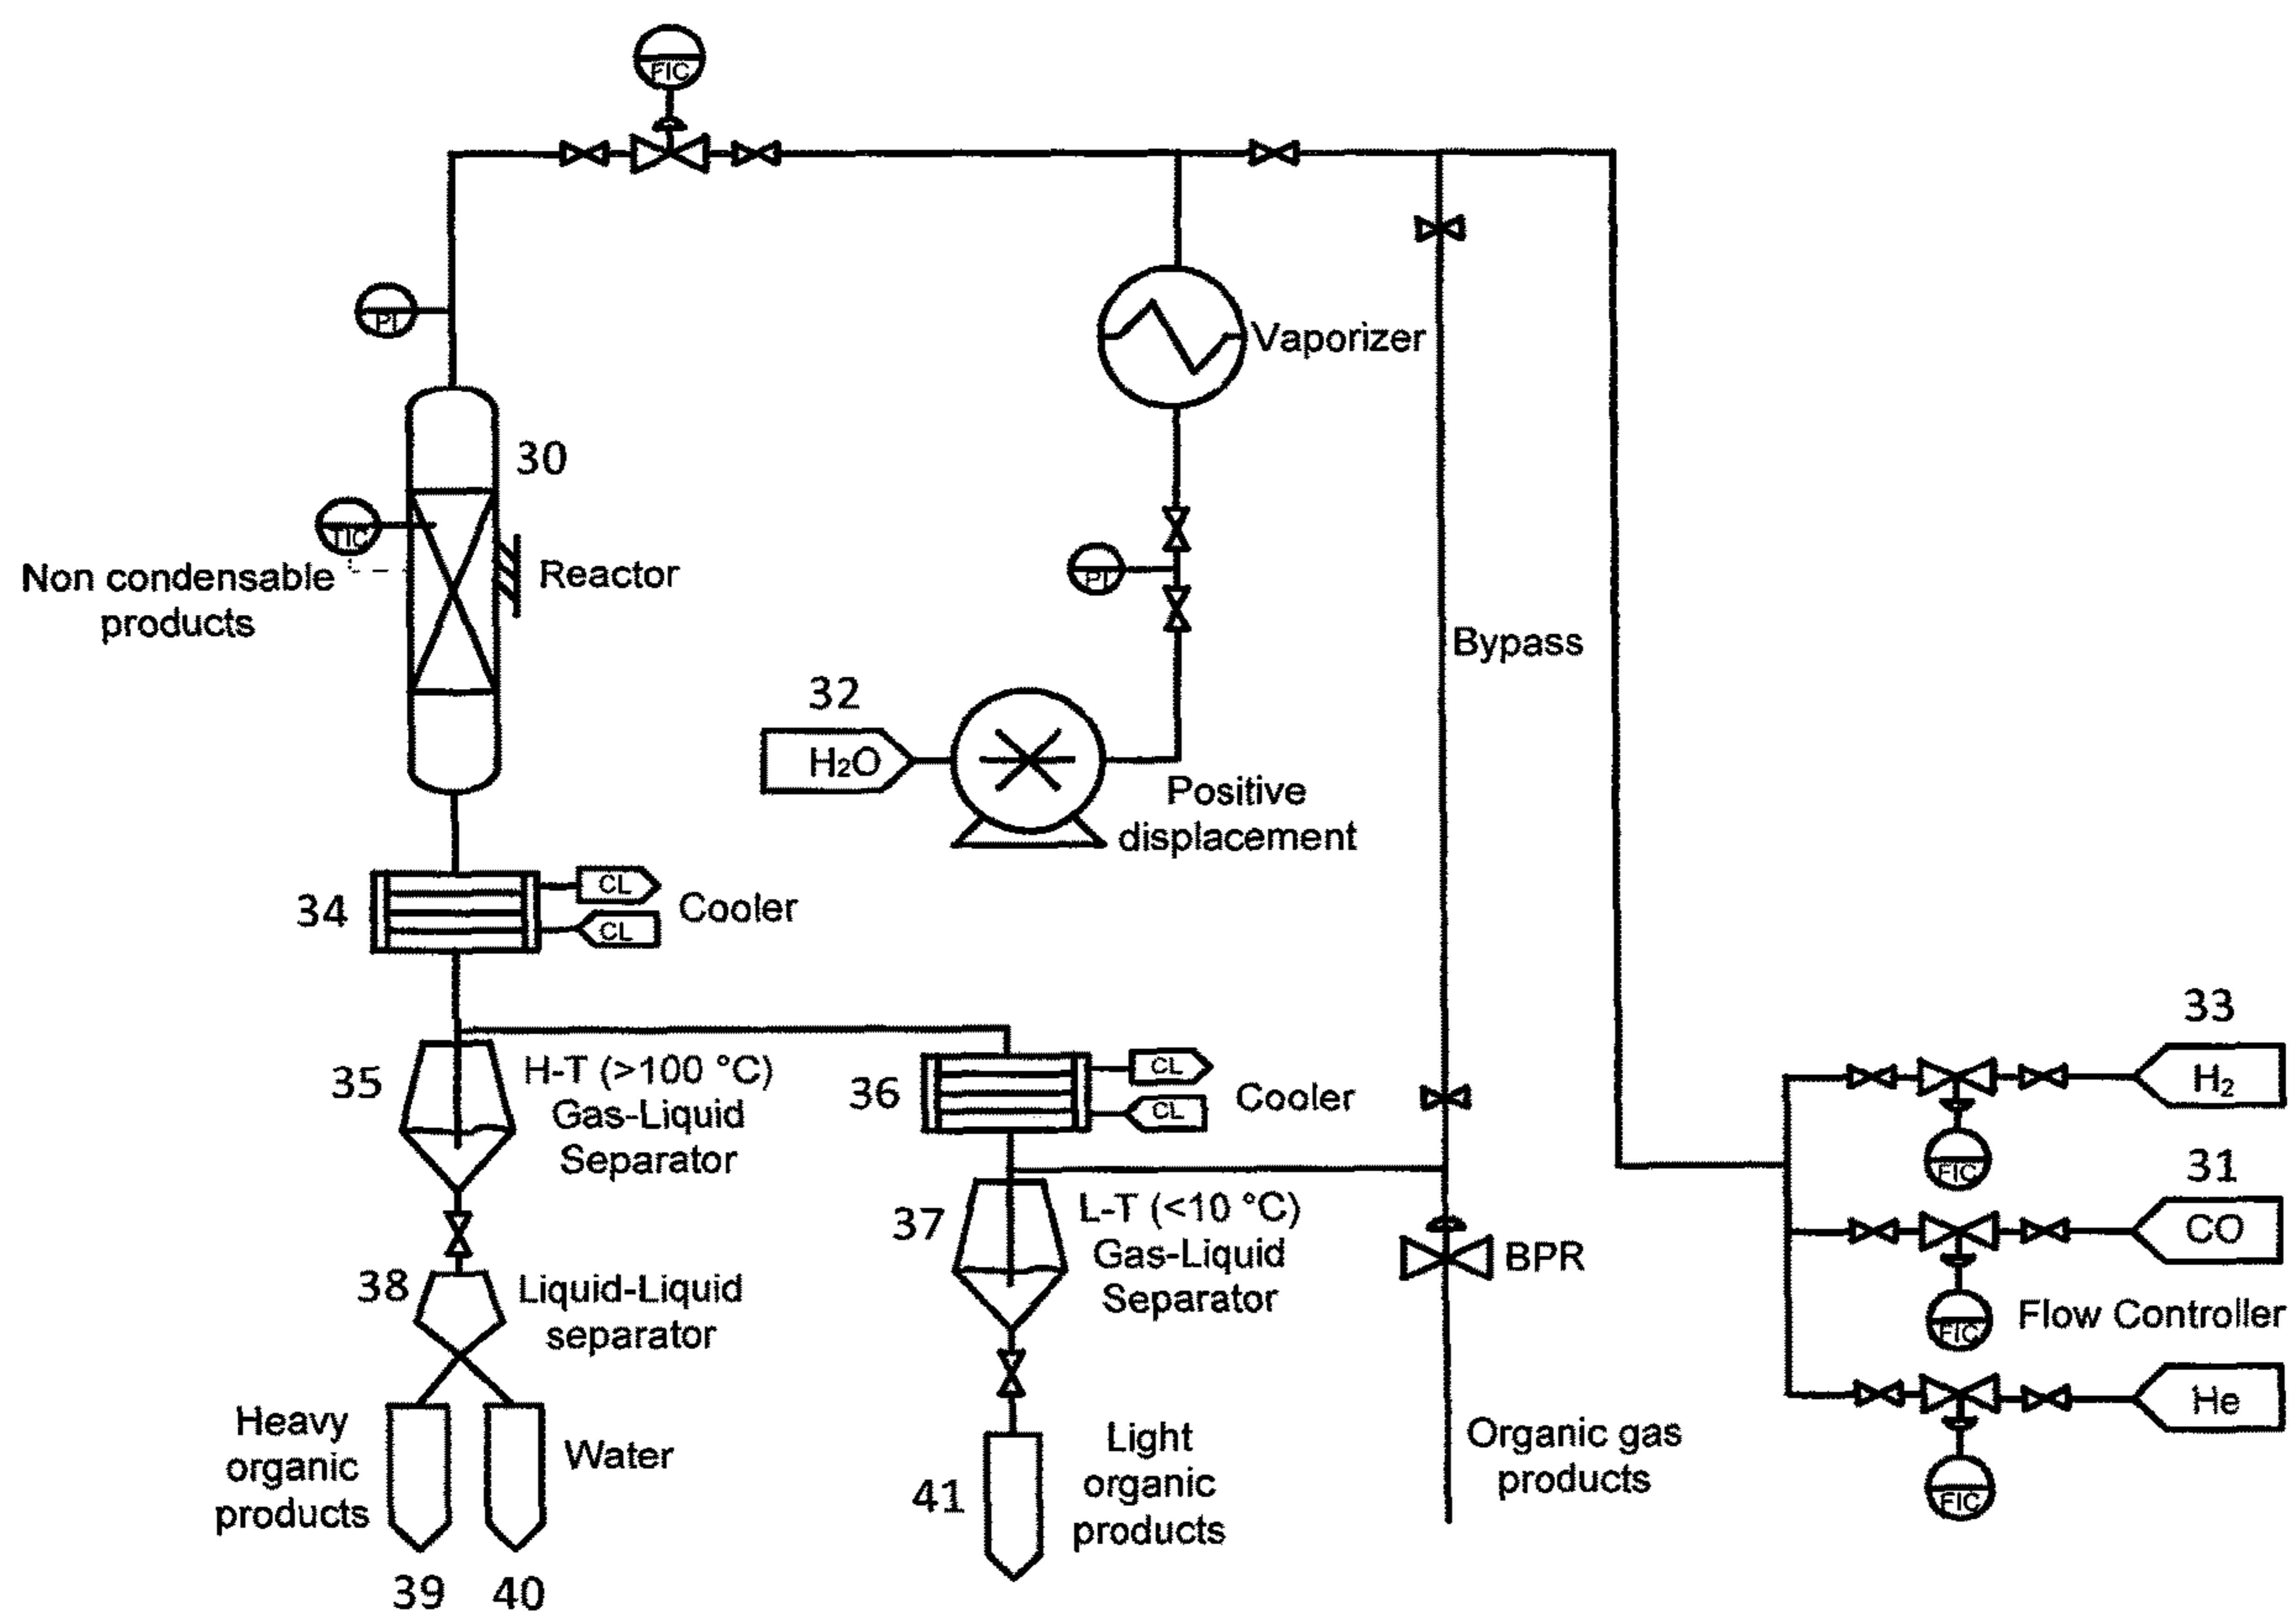 FIC
PI
Vaporizer
30
TIC
Non condensable
products
Reactor
PI
Bypass
32
H2O
Positive
displacement
34
CL
CL
Cooler
33
H2
FIC
35
H-T (>100 °C)
Gas-Liquid
Separator
36
CL
CL
Cooler
31
CO
FIC
Flow Controller
37
L-T (<10 °C)
Gas-Liquid
Separator
BPR
38
Liquid-Liquid
separator
He
FIC
Heavy
organic
products
Water
41
Light
organic
products
Organic gas
products
39
40